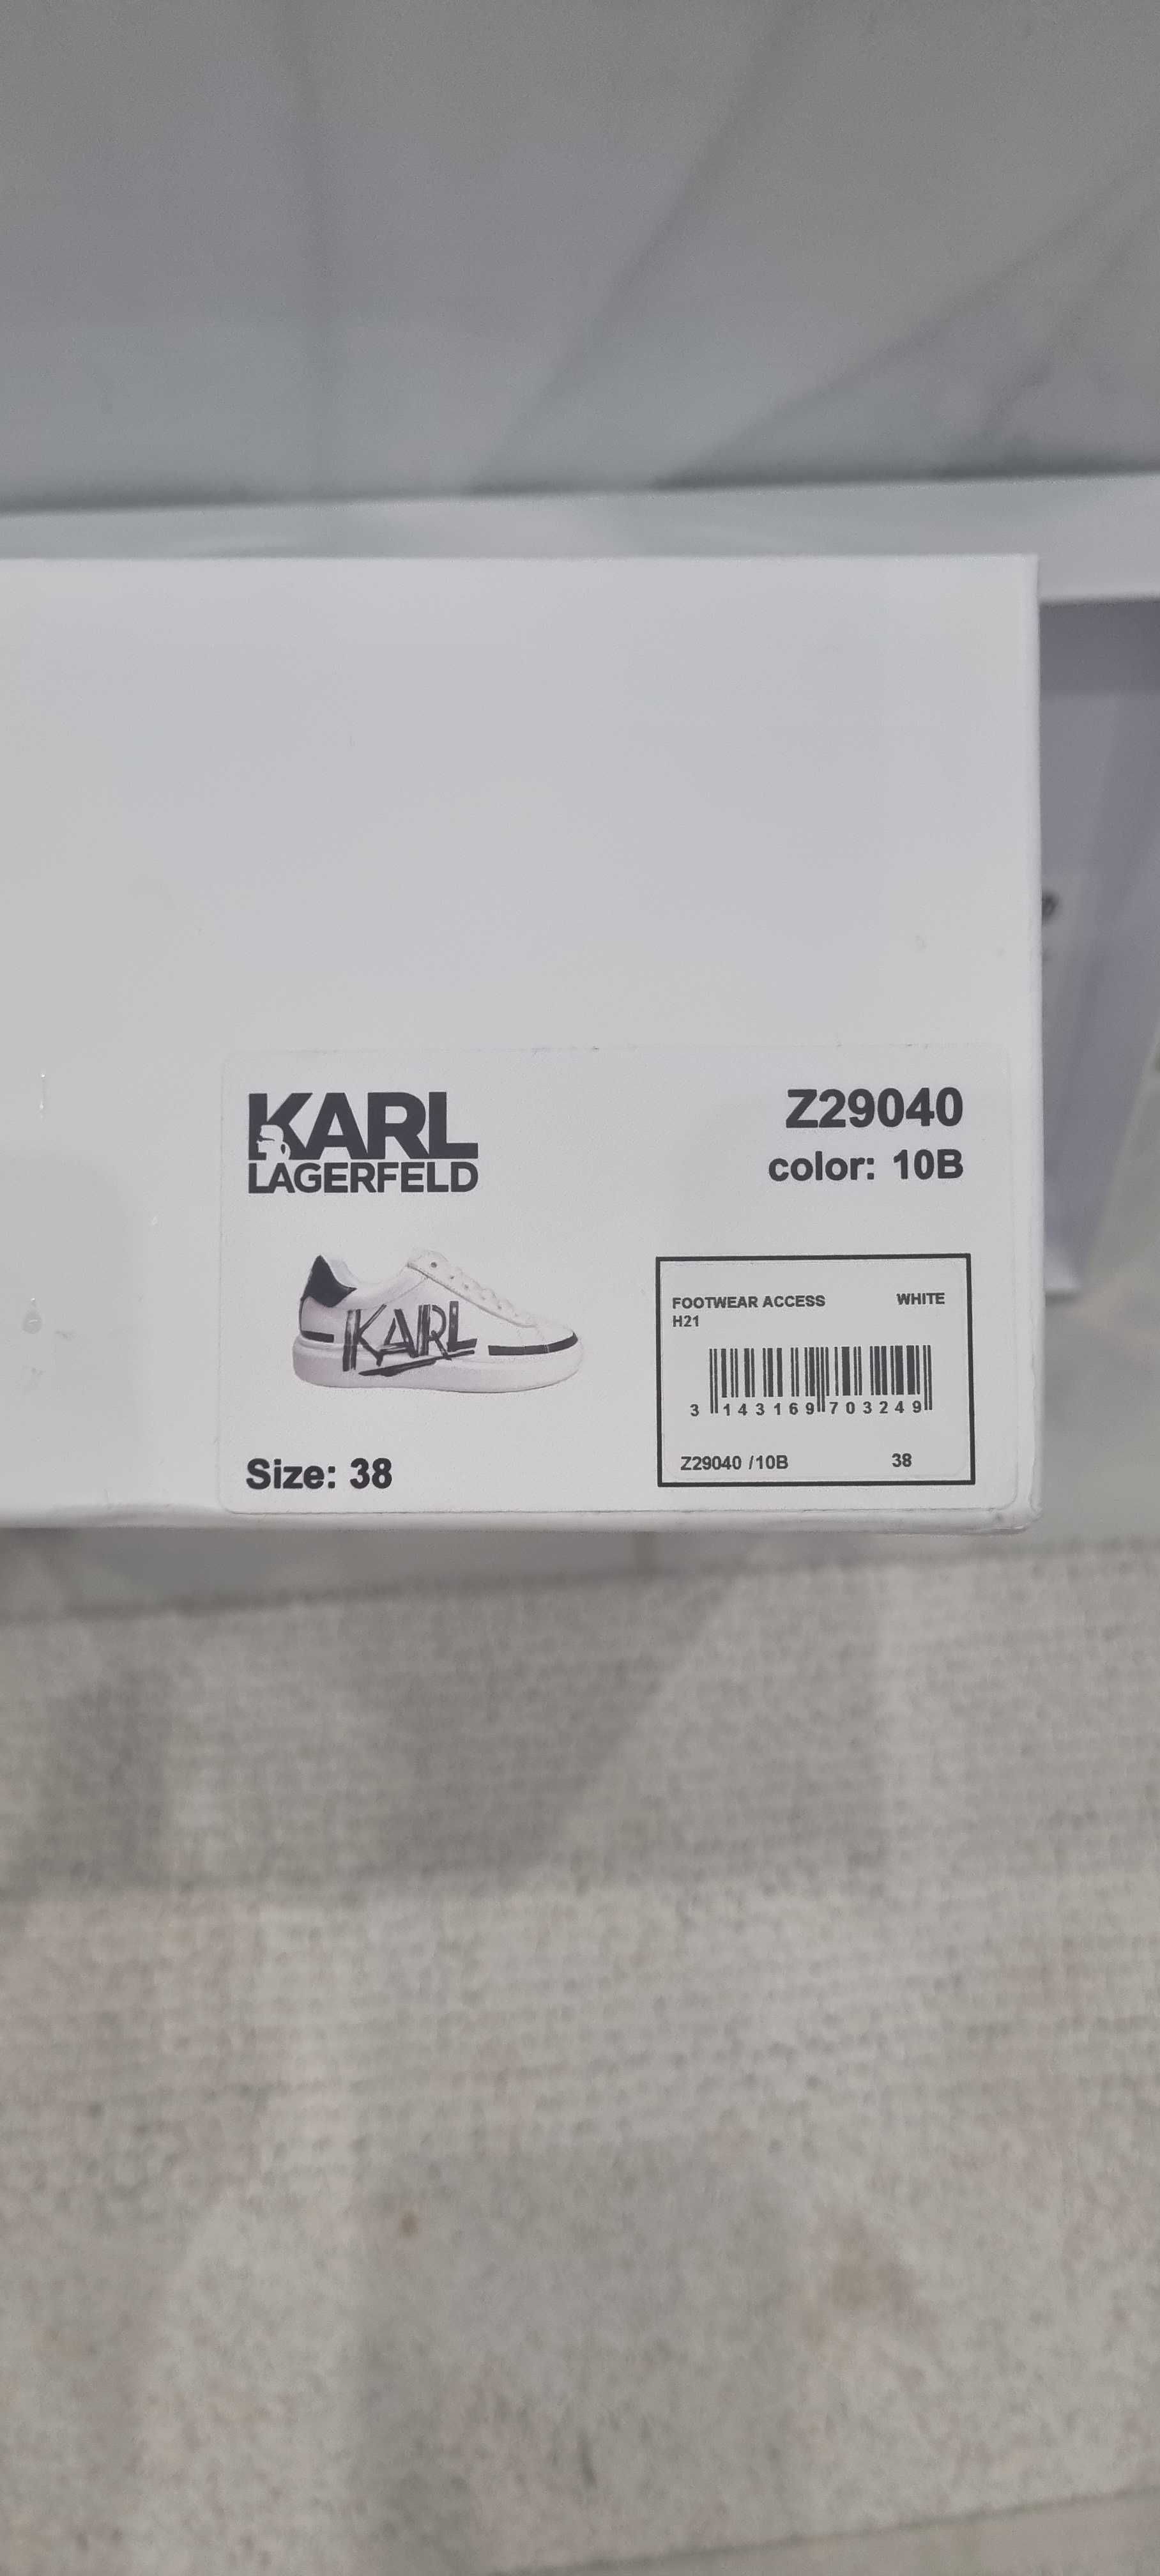 KARL
LAGERFELD
Z29040
color: 10B
KARL
Size: 38
FOOTWEAR ACCESS WHITE
H21
3 143169 703249
Z29040 /10B 38